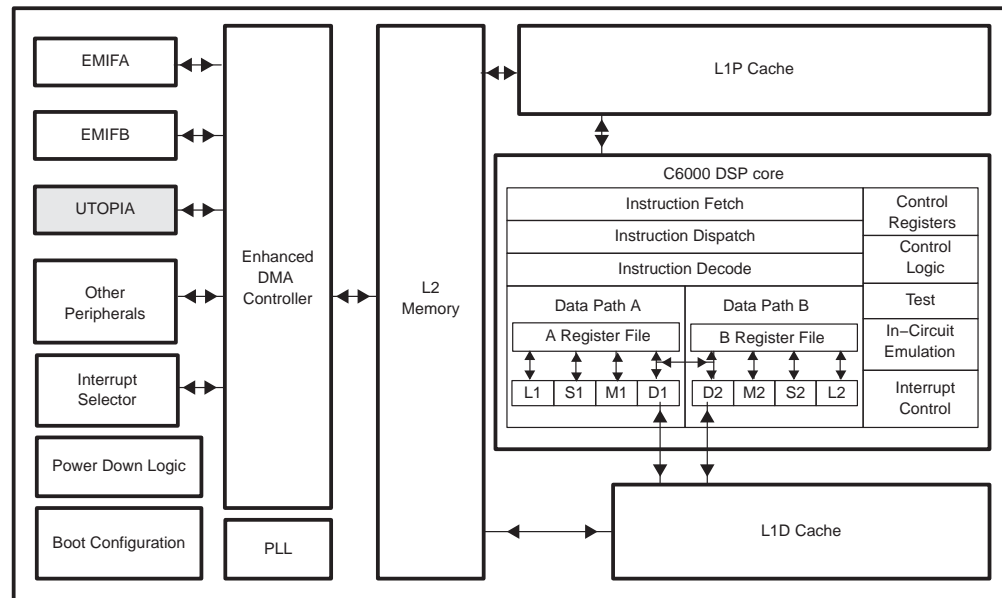 EMIFA
EMIFB
UTOPIA
Other
Peripherals
Interrupt
Selector
Power Down Logic
Boot Configuration
Enhanced
DMA
Controller
PLL
L2
Memory
L1P Cache
C6000 DSP core
Instruction Fetch
Instruction Dispatch
Instruction Decode
Data Path A
Data Path B
A Register File
B Register File
L1 S1 M1 D1
D2 M2 S2 L2
Control
Registers
Control
Logic
Test
In−Circuit
Emulation
Interrupt
Control
L1D Cache